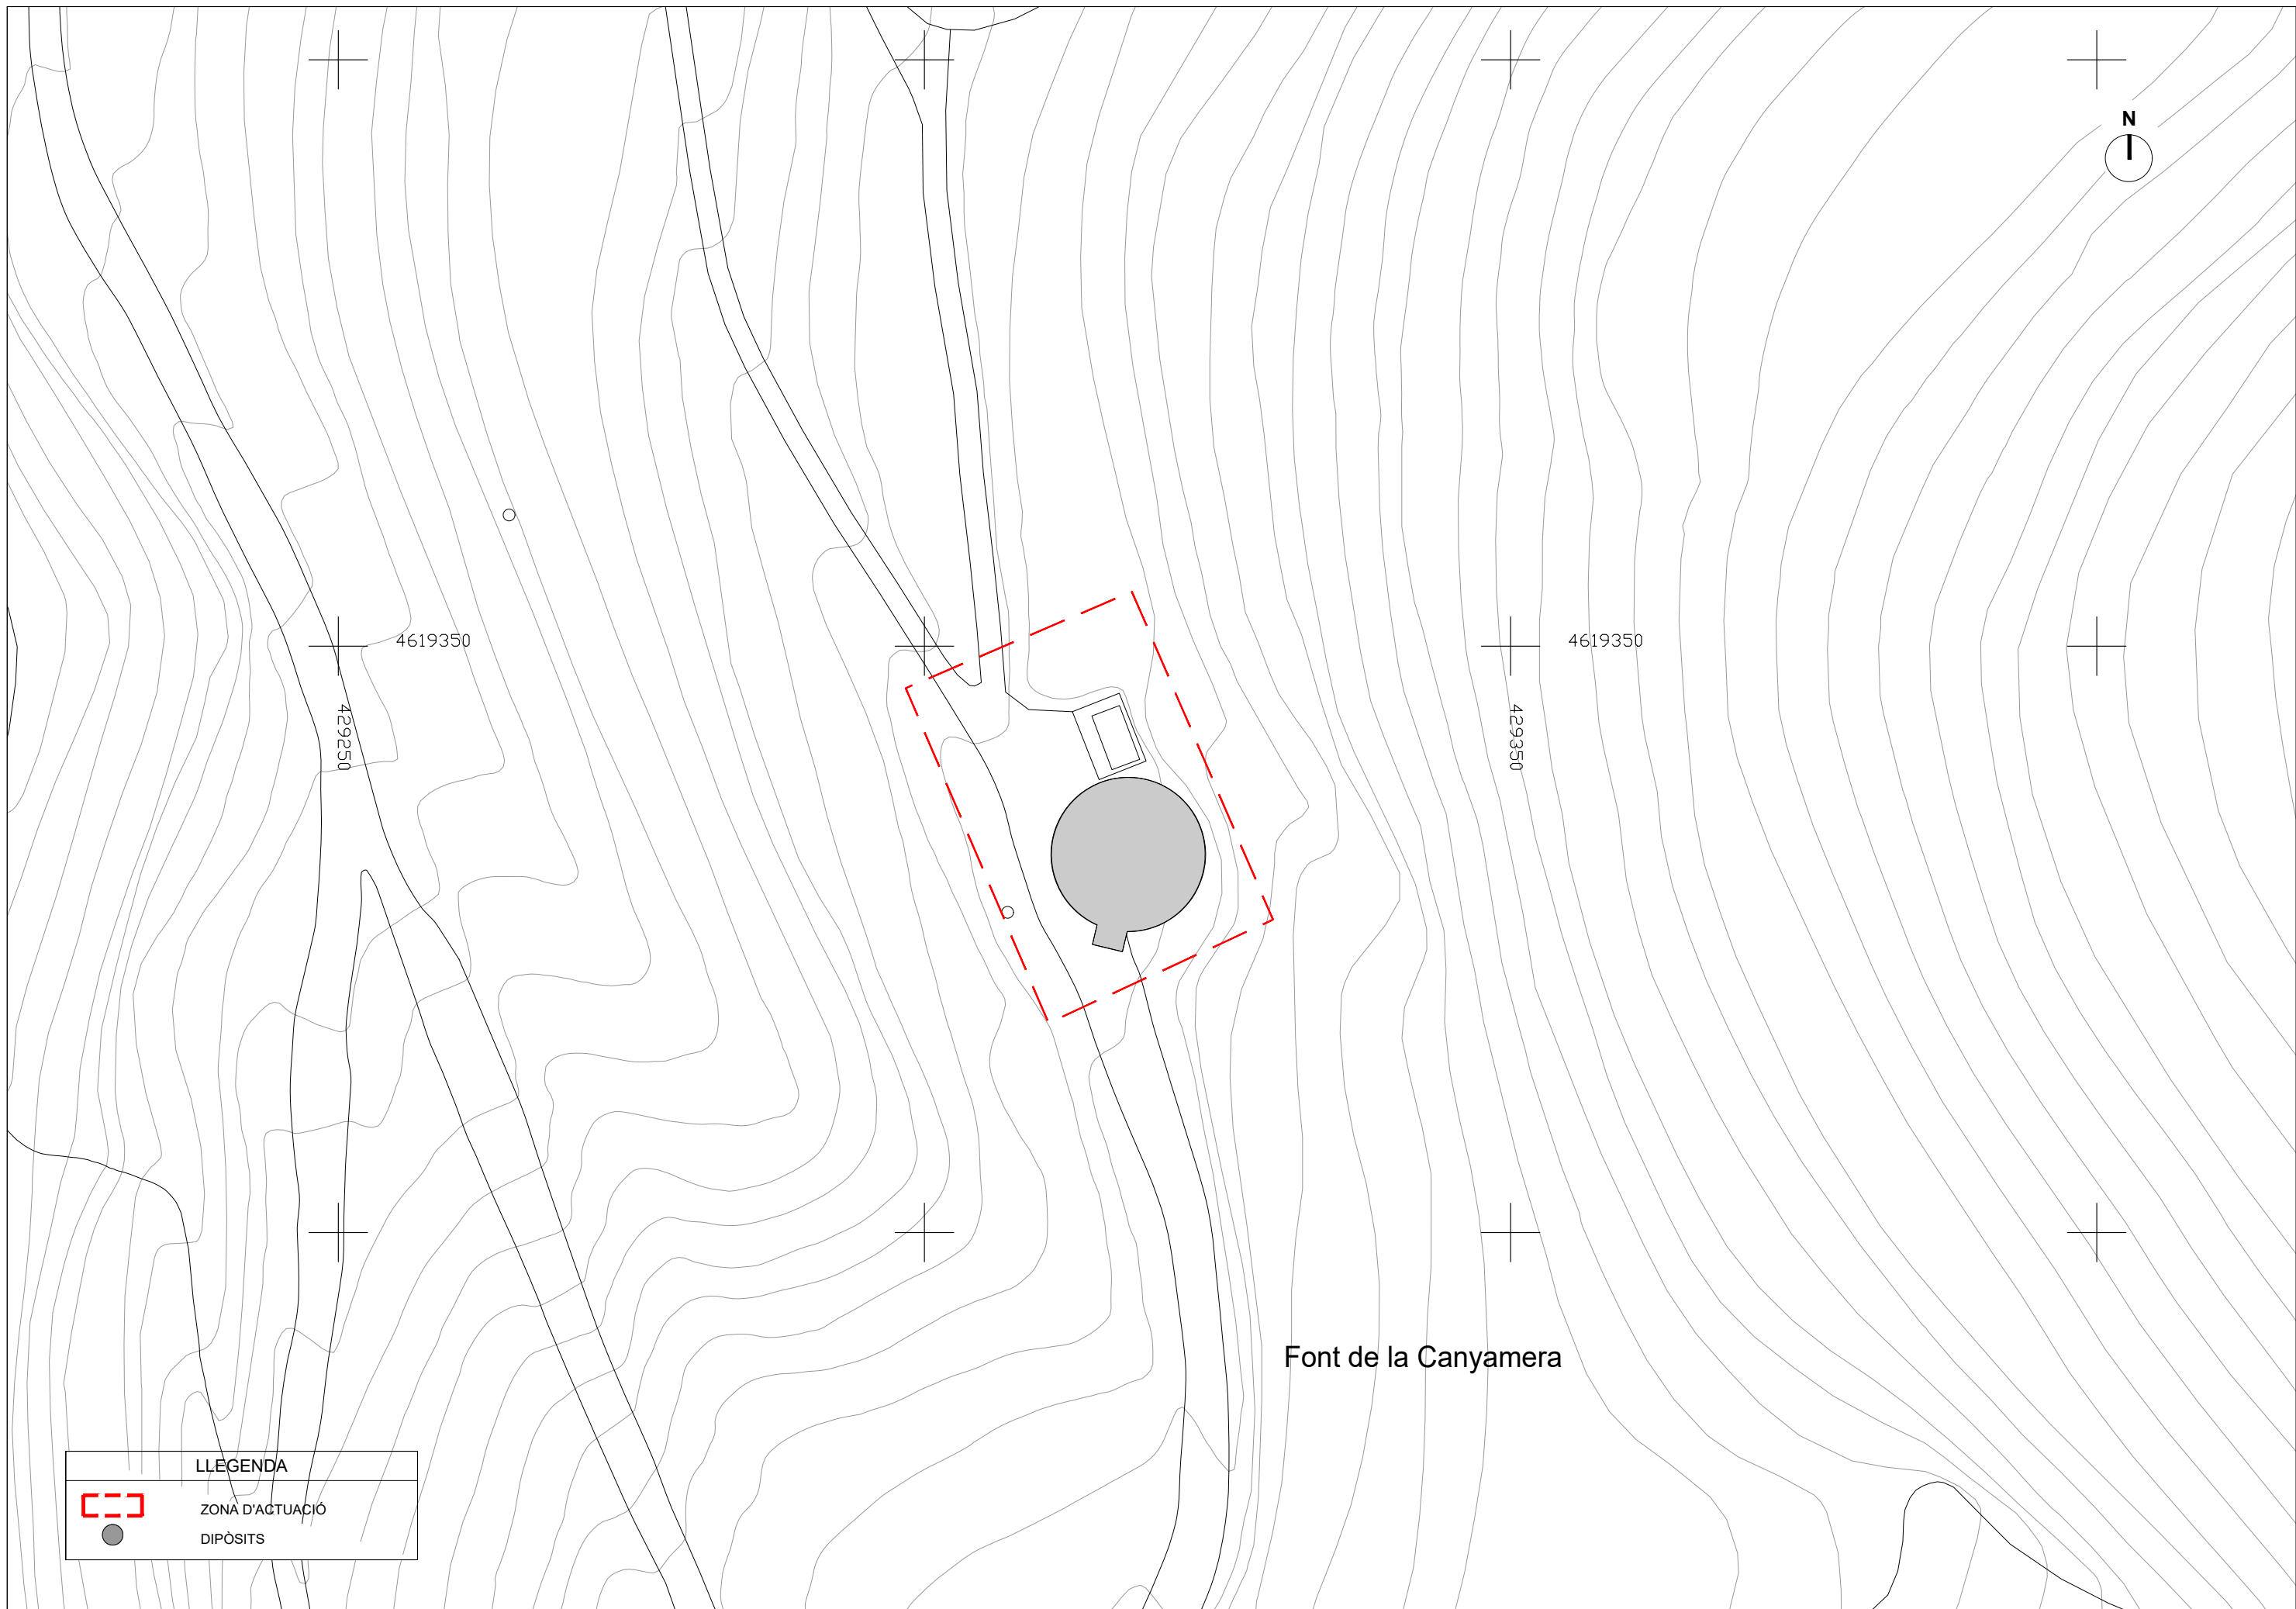 N
4619350
4619350
429250
429350
Font de la Canyamera
LLEGENDA
ZONA D'ACTUACIÓ
DIPÒSITS